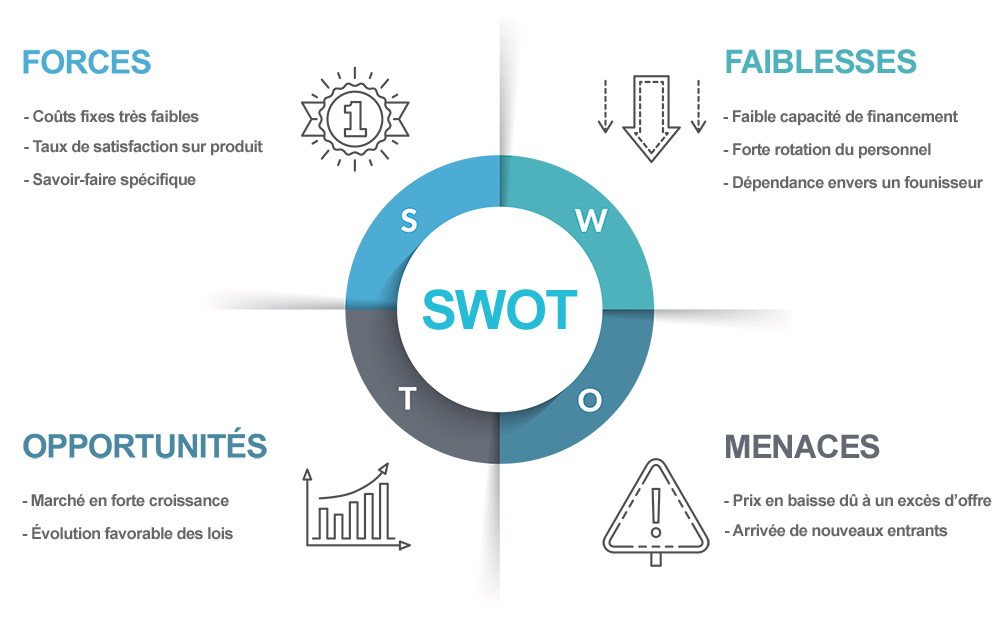 FORCES
- Coûts fixes très faibles
- Taux de satisfaction sur produit
- Savoir-faire spécifique
1
FAIBLESSES
- Faible capacité de financement
- Forte rotation du personnel
- Dépendance envers un founisseur
S
W
SWOT
T
O
OPPORTUNITÉS
- Marché en forte croissance
- Évolution favorable des lois
!
MENACES
- Prix en baisse dû à un excès d'offre
- Arrivée de nouveaux entrants